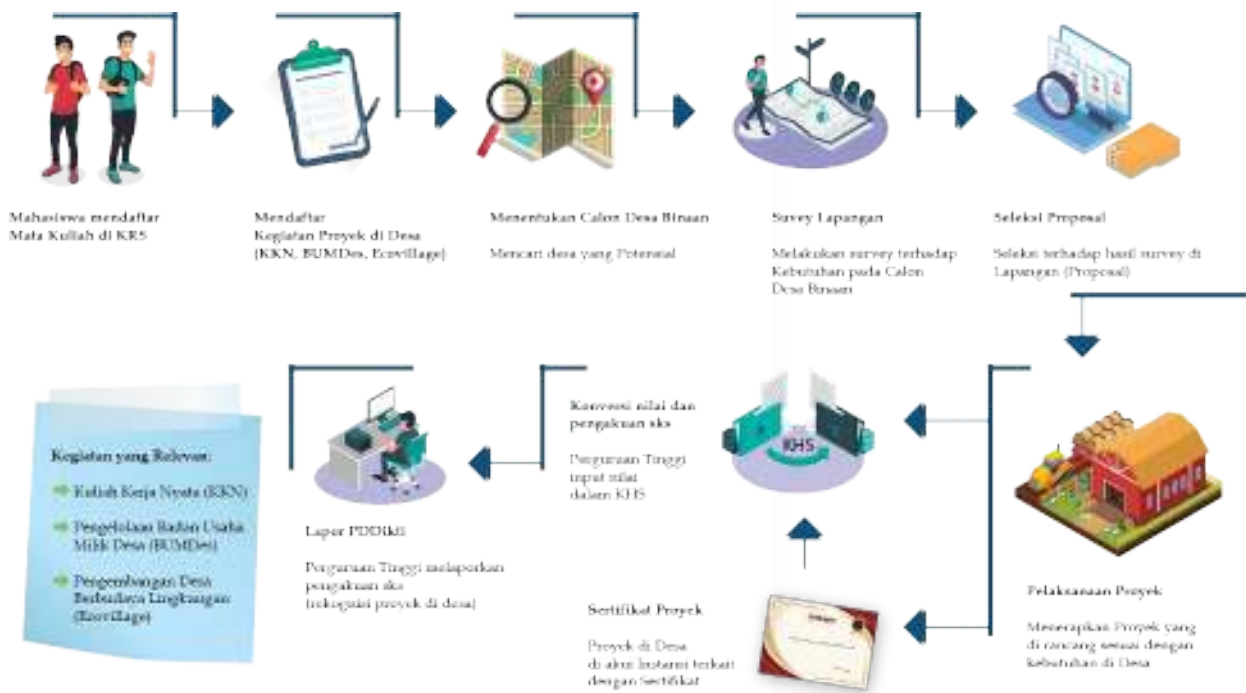 Mahasiswa mendaftar
Mata Kuliah di KRS
Mendaftar
Kegiatan Proyek di Desa
(KKN, BUMDes, Ecovillage)
Menentukan Calon Desa Binaan
Mencari desa yang Potensial
Suvey Lapangan
Melakukan survey terhadap
Kebutuhan pada Calon
Desa Binaan
Seleksi Proposal
Seleksi terhadap hasil survey di
Lapangan (Proposal)
Pelaksanaan Proyek
Menerapkan Proyek yang
di rancang sesuai dengan
kebutuhan di Desa
Sertifikat Proyek
Proyek di Desa
di akui Instansi terkait
dengan Sertifikat
KHS
Konversi nilai dan
pengakuan sks
Perguruan Tinggi
input nilai
dalam KHS
Lapor PDDikti
Perguruan Tinggi melaporkan
pengakuan sks
(rekognisi proyek di desa)
Kegiatan yang Relevan:
Kuliah Kerja Nyata (KKN)
Pengelolaan Badan Usaha
Milik Desa (BUMDes)
Pengembangan Desa
Berbudaya Lingkungan
(Ecovillage)